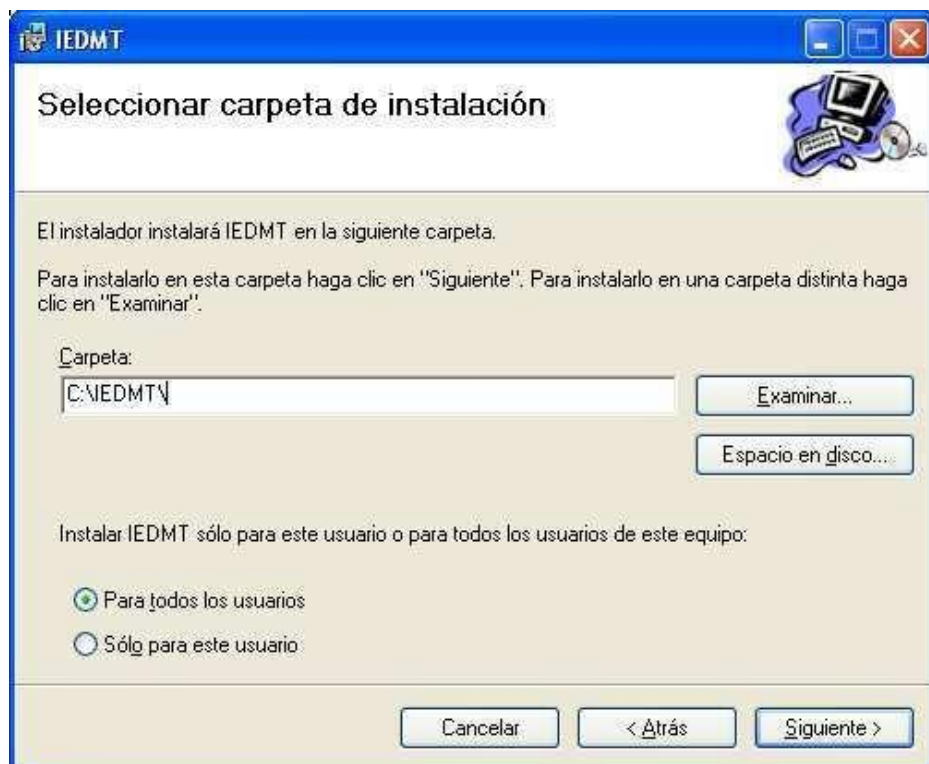 IEDMT
Seleccionar carpeta de instalación
El instalador instalará IEDMT en la siguiente carpeta.
Para instalarlo en esta carpeta haga clic en "Siguiente". Para instalarlo en una carpeta distinta haga
clic en "Examinar".
Carpeta:
C:\IEDMT\
Examinar...
Espacio en disco...
Instalar IEDMT sólo para este usuario o para todos los usuarios de este equipo:
Para todos los usuarios
Sólo para este usuario
Cancelar
< Atrás
Siguiente >